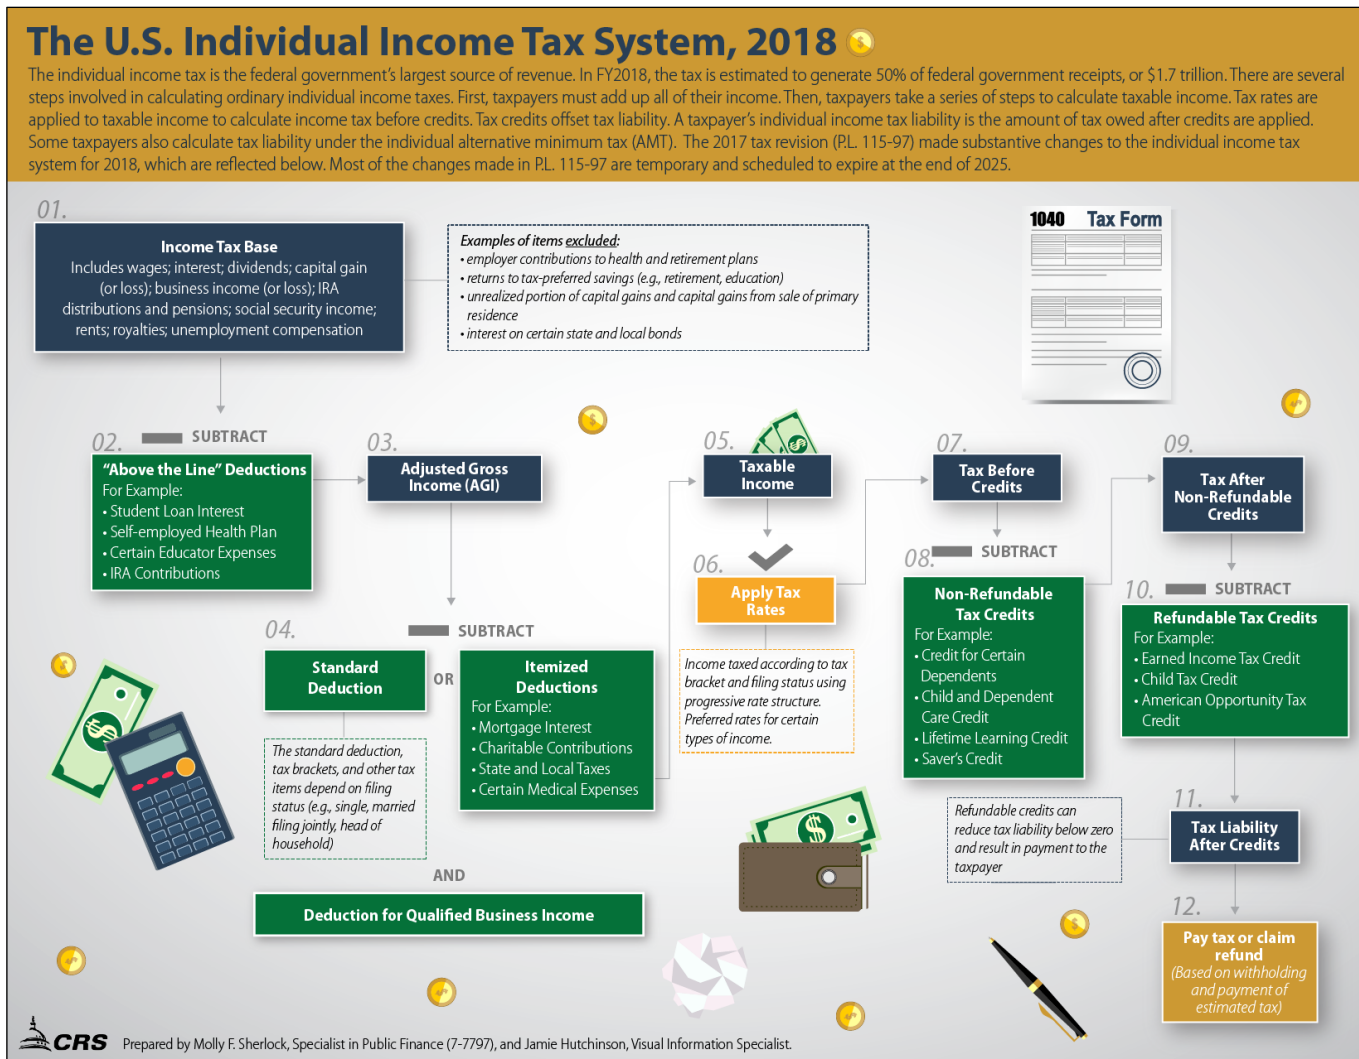 The U.S. Individual Income Tax System, 2018
The individual income tax is the federal government’s largest source of revenue. In FY2018, the tax is estimated to generate 50% of federal government receipts, or $1.7 trillion. There are several
steps involved in calculating ordinary individual income taxes. First, taxpayers must add up all of their income. Then, taxpayers take a series of steps to calculate taxable income. Tax rates are
applied to taxable income to calculate income tax before credits. Tax credits offset tax liability. A taxpayer’s individual income tax liability is the amount of tax owed after credits are applied.
Some taxpayers also calculate tax liability under the individual alternative minimum tax (AMT). The 2017 tax revision (P.L. 115-97) made substantive changes to the individual income tax
system for 2018, which are reflected below. Most of the changes made in P.L. 115-97 are temporary and scheduled to expire at the end of 2025.
01.
Income Tax Base
Includes wages; interest; dividends; capital gain
(or loss); business income (or loss); IRA
distributions and pensions; social security income;
rents; royalties; unemployment compensation
Examples of items excluded:
• employer contributions to health and retirement plans
• returns to tax-preferred savings (e.g., retirement, education)
• unrealized portion of capital gains and capital gains from sale of primary
residence
• interest on certain state and local bonds
1040 Tax Form
SUBTRACT
02.
“Above the Line” Deductions
For Example:
• Student Loan Interest
• Self-employed Health Plan
• Certain Educator Expenses
• IRA Contributions
03.
Adjusted Gross
Income (AGI)
SUBTRACT
04.
Standard
Deduction
OR
Itemized
Deductions
For Example:
• Mortgage Interest
• Charitable Contributions
• State and Local Taxes
• Certain Medical Expenses
The standard deduction,
tax brackets, and other tax
items depend on filing
status (e.g., single, married
filing jointly, head of
household)
AND
Deduction for Qualified Business Income
05.
Taxable
Income
06.
Apply Tax
Rates
Income taxed according to tax
bracket and filing status using
progressive rate structure.
Preferred rates for certain
types of income.
07.
Tax Before
Credits
SUBTRACT
08.
Non-Refundable
Tax Credits
For Example:
• Credit for Certain
Dependents
• Child and Dependent
Care Credit
• Lifetime Learning Credit
• Saver’s Credit
09.
Tax After
Non-Refundable
Credits
SUBTRACT
10.
Refundable Tax Credits
For Example:
• Earned Income Tax Credit
• Child Tax Credit
• American Opportunity Tax
Credit
Refundable credits can
reduce tax liability below zero
and result in payment to the
taxpayer
11.
Tax Liability
After Credits
12.
Pay tax or claim
refund
(Based on withholding
and payment of
estimated tax)
CRS
Prepared by Molly F. Sherlock, Specialist in Public Finance (7-7797), and Jamie Hutchinson, Visual Information Specialist.